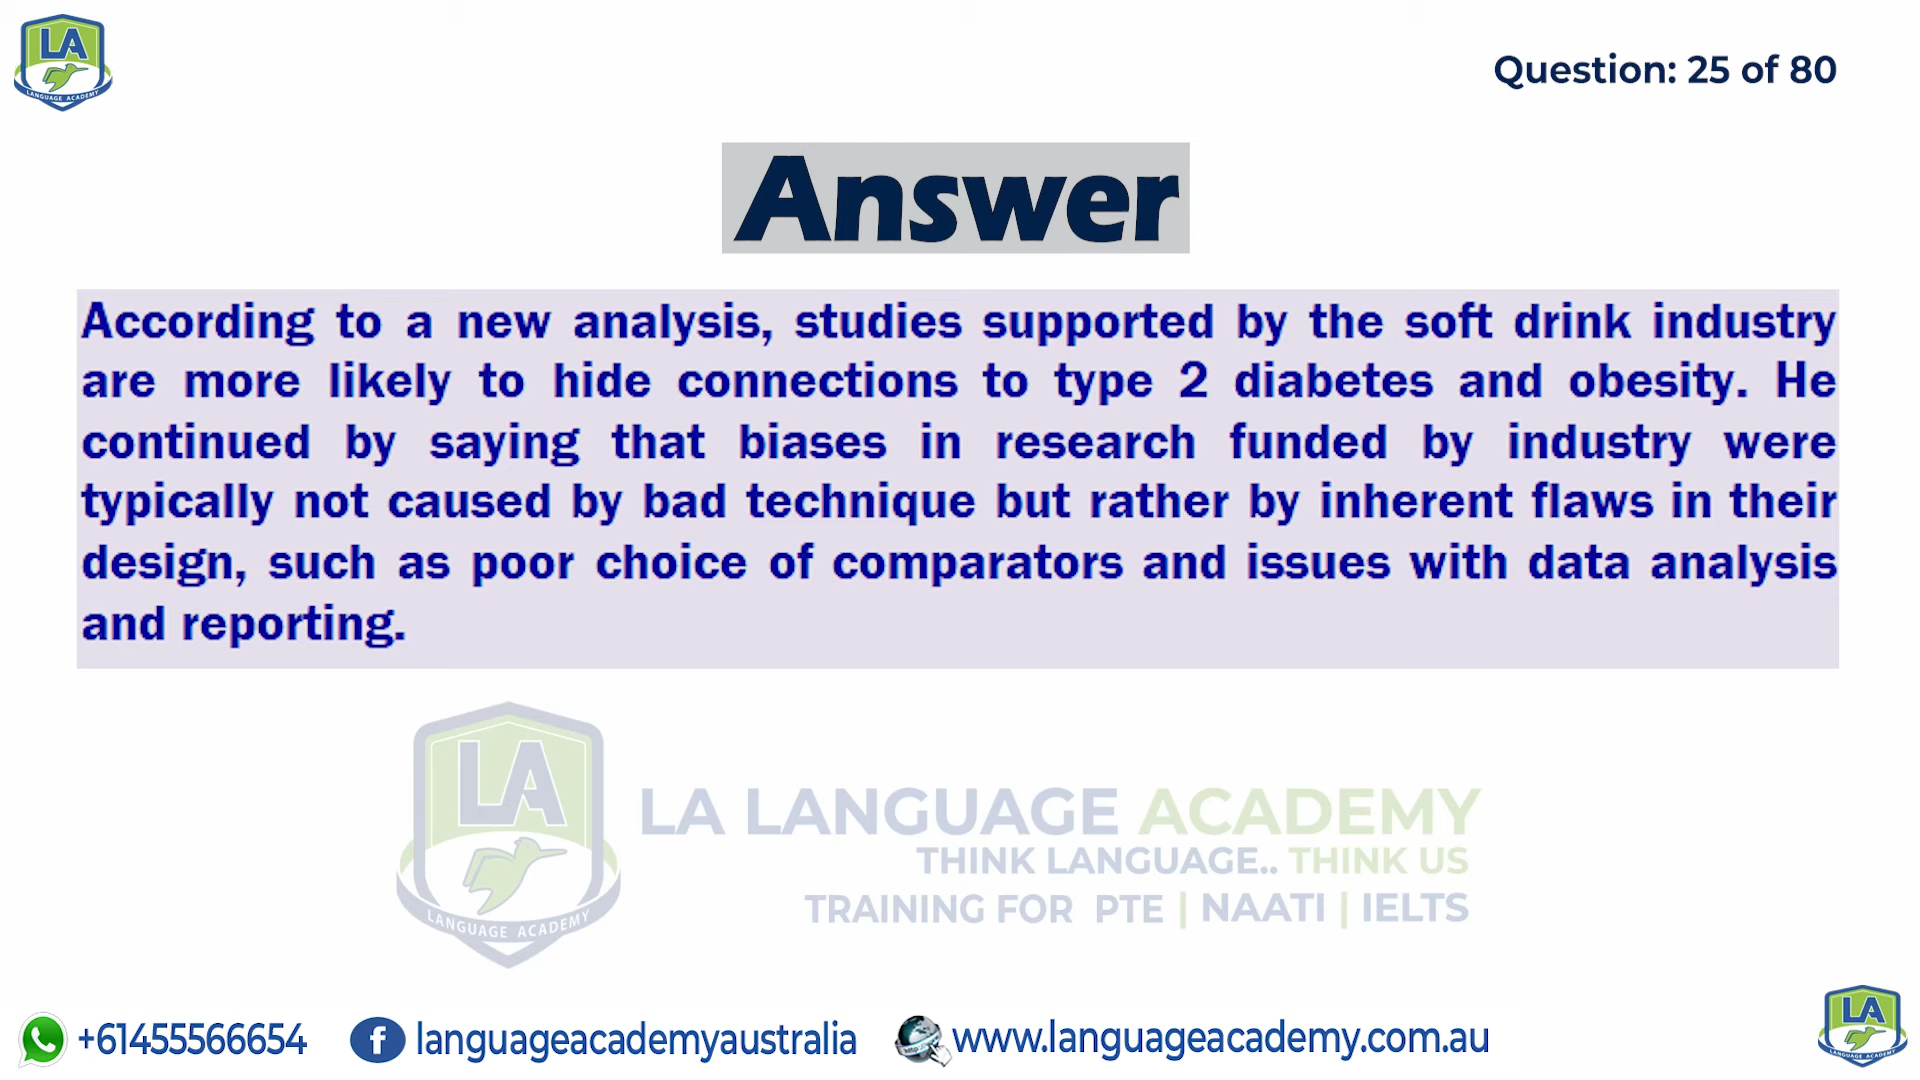 LA
LANGUAGE ACADEMY
Question: 25 of 80
Answer
According to a new analysis, studies supported by the soft drink industry
are more likely to hide connections to type 2 diabetes and obesity. He
continued by saying that biases in research funded by industry were
typically not caused by bad technique but rather by inherent flaws in their
design, such as poor choice of comparators and issues with data analysis
and reporting.
LA
LANGUAGE ACADEMY
LA LANGUAGE ACADEMY
THINK LANGUAGE.. THINK US
TRAINING FOR PTE | NAATI | IELTS
+61455566654
f languageacademyaustralia
http
www.languageacademy.com.au
LA
LANGUAGE ACADEMY